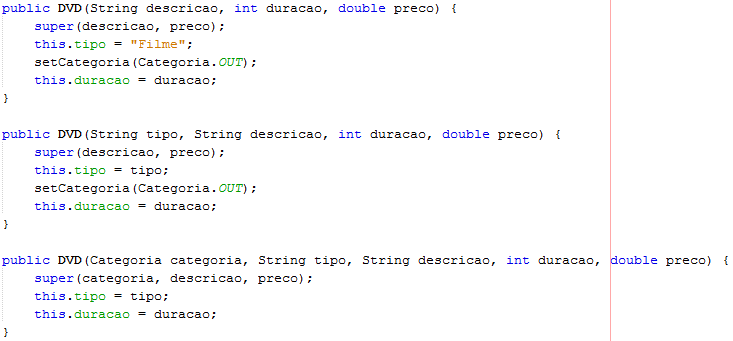 public DVD(String descricao, int duracao, double preco) {
super(descricao, preco);
this.tipo = "Filme";
setCategoria(Categoria.OUT);
this.duracao = duracao;
}
public DVD(String tipo, String descricao, int duracao, double preco) {
super(descricao, preco);
this.tipo = tipo;
setCategoria(Categoria.OUT);
this.duracao = duracao;
}
public DVD(Categoria categoria, String tipo, String descricao, int duracao, double preco) {
super(categoria, descricao, preco);
this.tipo = tipo;
this.duracao = duracao;
}